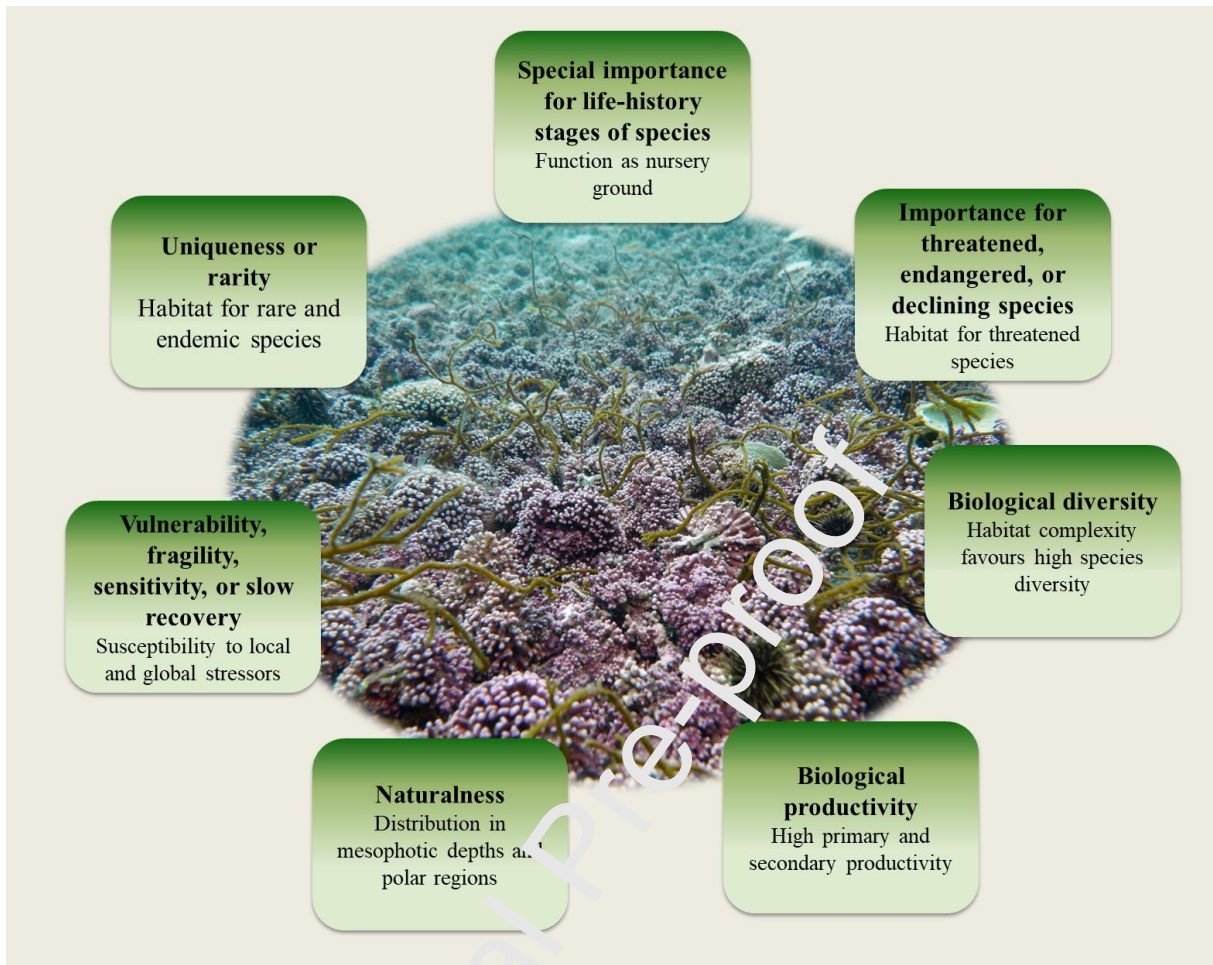 Special importance
for life-history
stages of species
Function as nursery
ground
Uniqueness or
rarity
Habitat for rare and
endemic species
Importance for
threatened,
endangered, or
declining species
Habitat for threatened
species
Biological diversity
Habitat complexity
favours high species
diversity
Vulnerability,
fragility,
sensitivity, or slow
recovery
Susceptibility to local
and global stressors
Naturalness
Distribution in
mesophotic depths and
polar regions
Biological
productivity
High primary and
secondary productivity
al Pre-proof